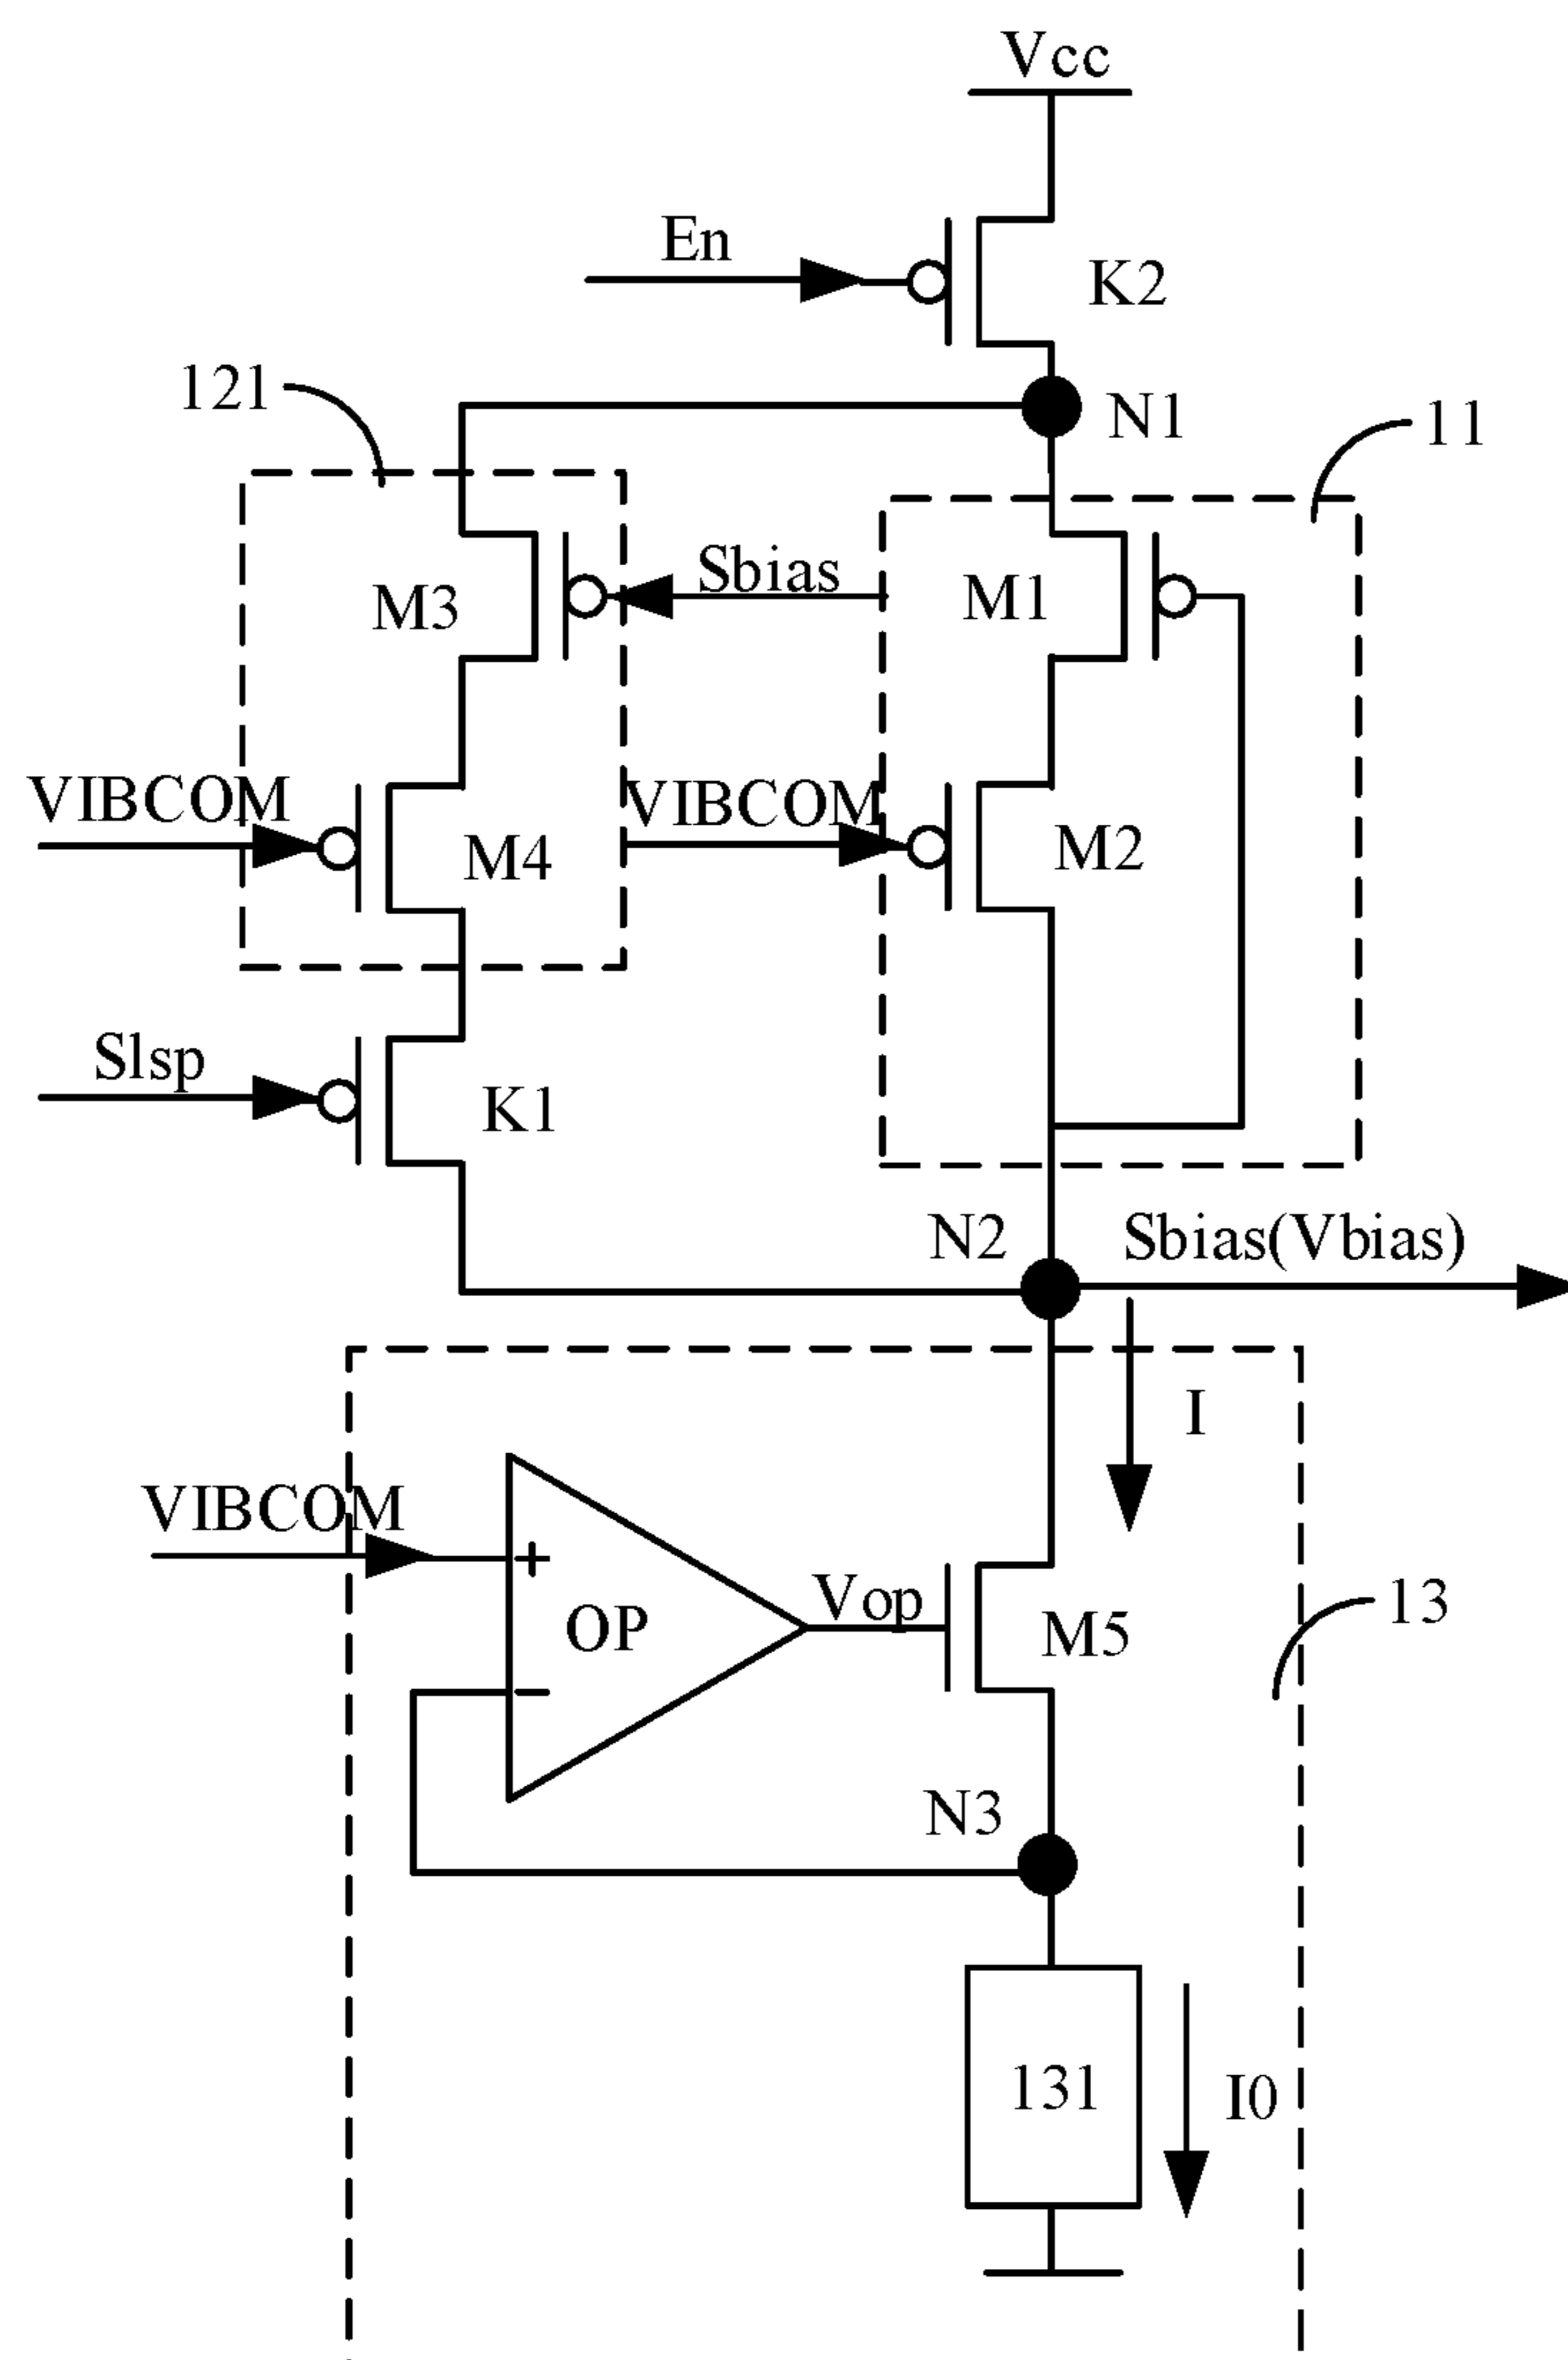 Vcc
En
K2
121
N1
11
Sbias
M3
M1
VIBCOM
VIBCOM
M4
M2
Slsp
K1
N2
Sbias(Vbias)
I
VIBCOM
+
Vop
OP
M5
13
−
N3
131
I0